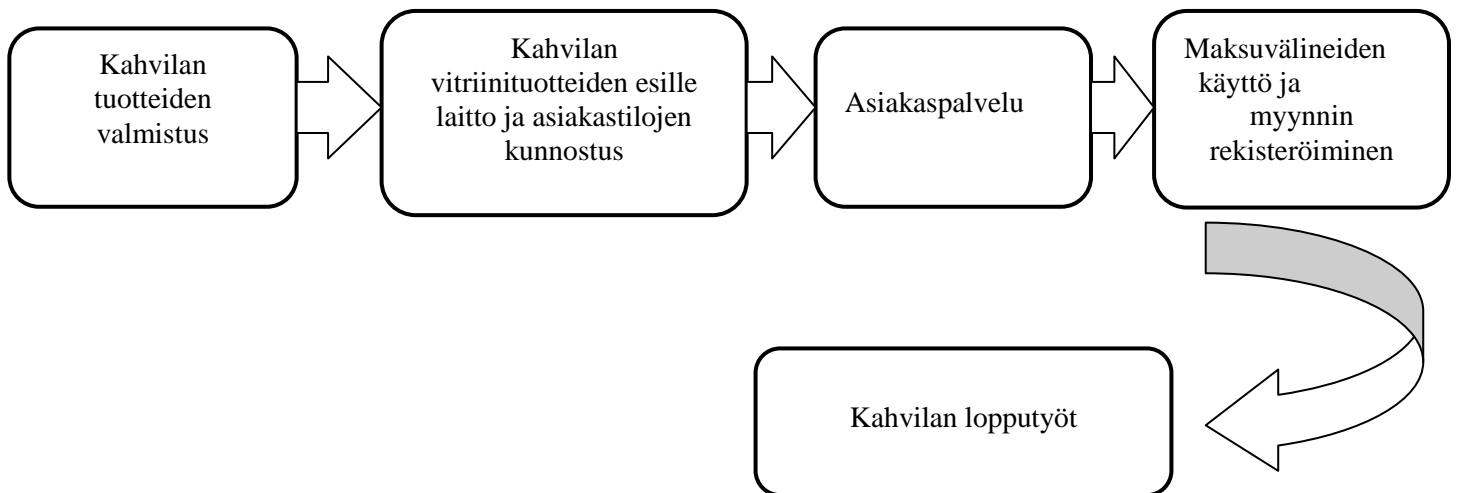 Kahvilan
tuotteiden
valmistus
Kahvilan
vitriinituotteiden esille
laitto ja asiakastilojen
kunnostus
Asiakaspalvelu
Maksuvälineiden
käyttö ja
myynnin
rekisteröiminen
Kahvilan lopputyöt